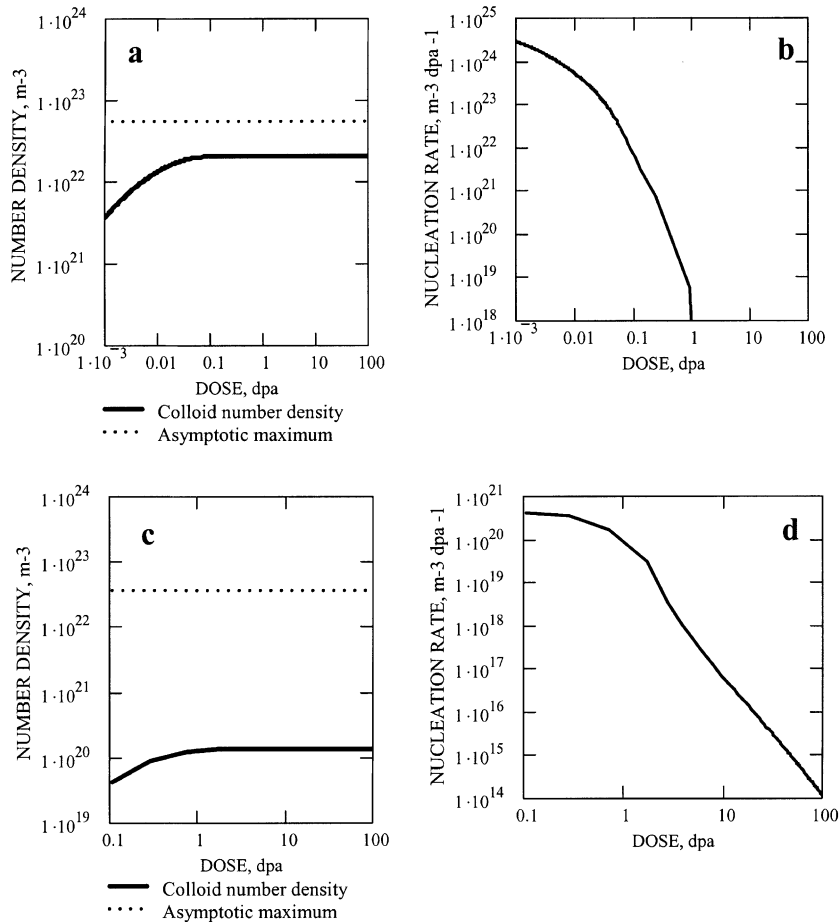 a
NUMBER DENSITY, m-3
1·10^24
1·10^23
1·10^22
1·10^21
1·10^20
1·10^-3 0.01 0.1 1 10 100
DOSE, dpa
Colloid number density
Asymptotic maximum
b
NUCLEATION RATE, m-3 dpa -1
1·10^25
1·10^24
1·10^23
1·10^22
1·10^21
1·10^20
1·10^19
1·10^18
1·10^-3 0.01 0.1 1 10 100
DOSE, dpa
c
NUMBER DENSITY, m-3
1·10^24
1·10^23
1·10^22
1·10^21
1·10^20
1·10^19
0.1 1 10 100
DOSE, dpa
Colloid number density
Asymptotic maximum
d
NUCLEATION RATE, m-3 dpa -1
1·10^21
1·10^20
1·10^19
1·10^18
1·10^17
1·10^16
1·10^15
1·10^14
0.1 1 10 100
DOSE, dpa